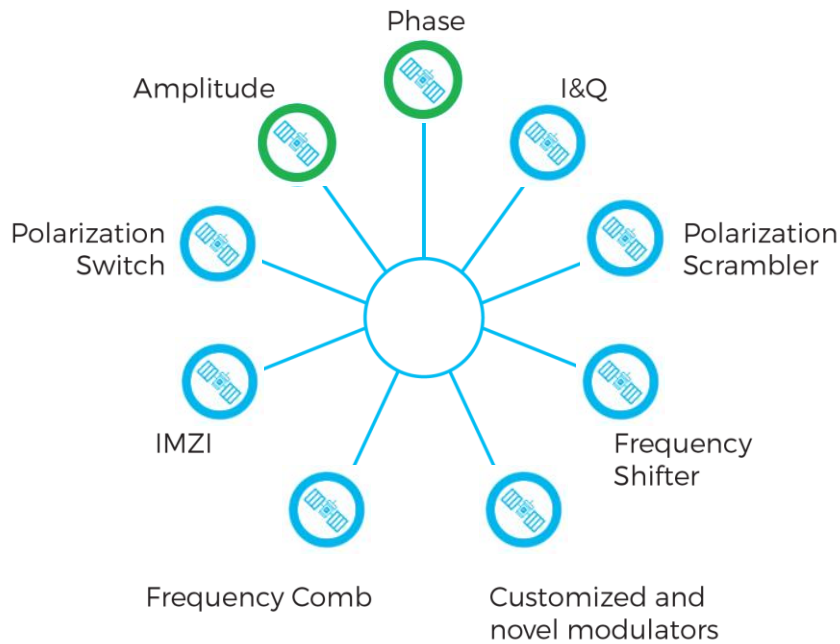 Phase
Amplitude
I&Q
Polarization
Switch
Polarization
Scrambler
IMZI
Frequency
Shifter
Frequency Comb
Customized and
novel modulators